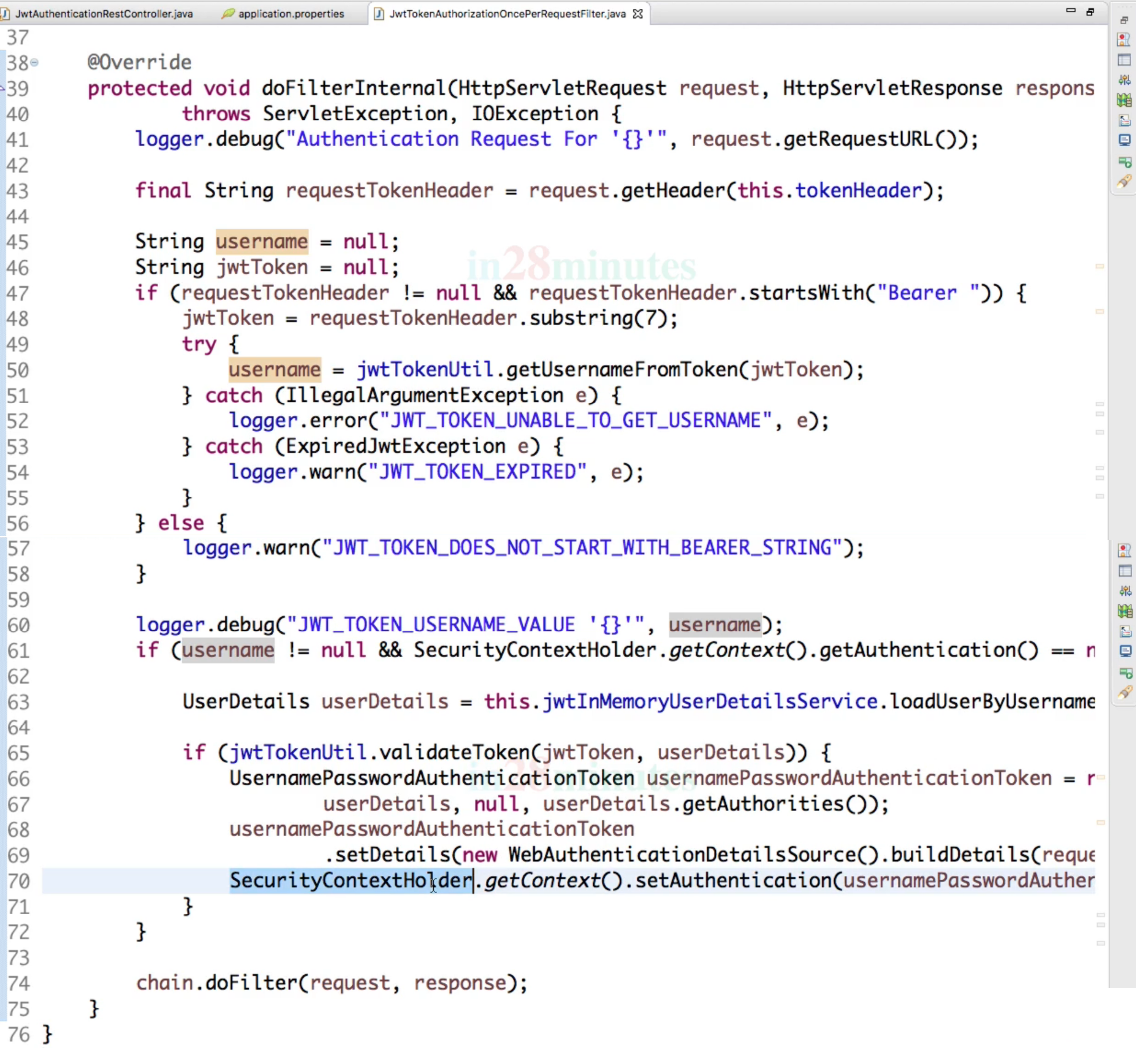 JwtAuthenticationRestController.java application.properties JwtTokenAuthorizationOncePerRequestFilter.java
37
38 @Override
39 protected void doFilterInternal(HttpServletRequest request, HttpServletResponse respons
40 throws ServletException, IOException {
41 logger.debug("Authentication Request For '{}'", request.getRequestURL());
42
43 final String requestTokenHeader = request.getHeader(this.tokenHeader);
44
45 String username = null;
46 String jwtToken = null;
in28minutes
47 if (requestTokenHeader != null && requestTokenHeader.startsWith("Bearer ")) {
48 jwtToken = requestTokenHeader.substring(7);
49 try {
50 username = jwtTokenUtil.getUsernameFromToken(jwtToken);
51 } catch (IllegalArgumentException e) {
52 logger.error("JWT_TOKEN_UNABLE_TO_GET_USERNAME", e);
53 } catch (ExpiredJwtException e) {
54 logger.warn("JWT_TOKEN_EXPIRED", e);
55 }
56 } else {
57 logger.warn("JWT_TOKEN_DOES_NOT_START_WITH_BEARER_STRING");
58 }
59
60 logger.debug("JWT_TOKEN_USERNAME_VALUE '{}'", username);
61 if (username != null && SecurityContextHolder.getContext().getAuthentication() == n
62
63 UserDetails userDetails = this.jwtInMemoryUserDetailsService.loadUserByUsername
64
65 if (jwtTokenUtil.validateToken(jwtToken, userDetails)) {
66 UsernamePasswordAuthenticationToken usernamePasswordAuthenticationToken = n
in28minutes
67 userDetails, null, userDetails.getAuthorities());
68 usernamePasswordAuthenticationToken
69 .setDetails(new WebAuthenticationDetailsSource().buildDetails(reque
70 SecurityContextHolder.getContext().setAuthentication(usernamePasswordAuthen
71 }
72 }
73
74 chain.doFilter(request, response);
75 }
76 }